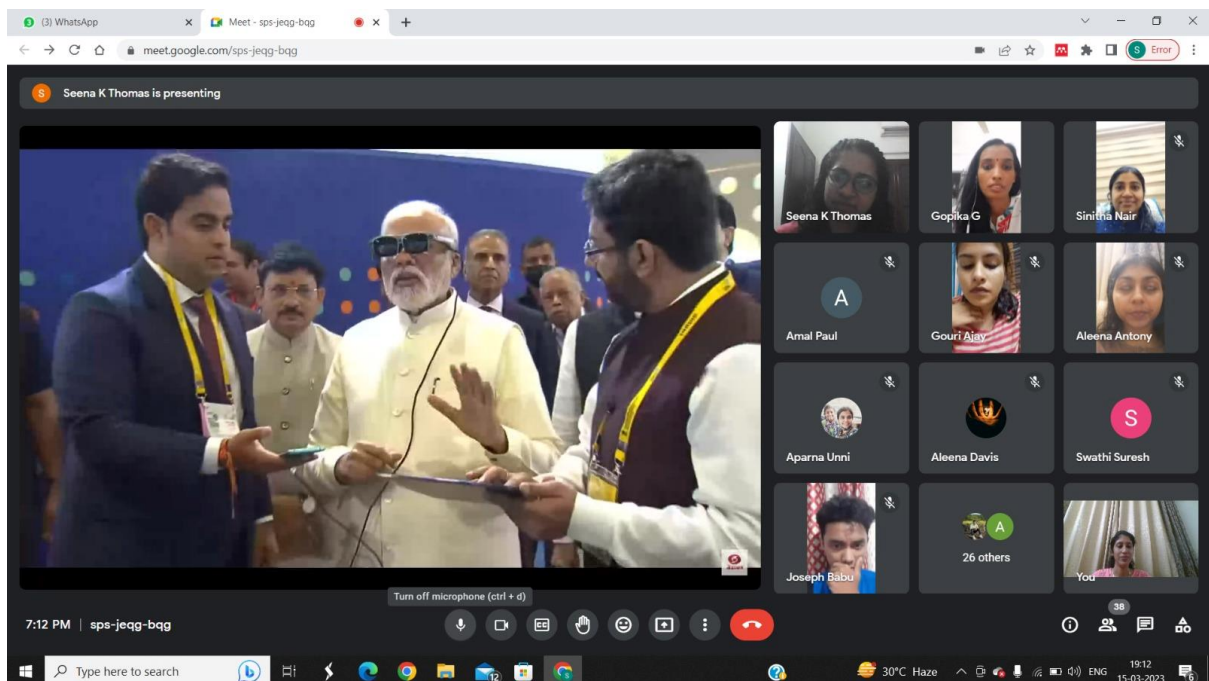 (3) WhatsApp
Meet - sps-jeqg-bqg
meet.google.com/sps-jeqg-bqg
S
Error
S
Seena K Thomas is presenting
Seena K Thomas
Gopika G
Sinitha Nair
A
Amal Paul
Gouri Ajay
Aleena Antony
Aparna Unni
Aleena Davis
S
Swathi Suresh
Joseph Babu
A
26 others
You
Turn off microphone (ctrl + d)
7:12 PM | sps-jeqg-bqg
38
Type here to search
12
30°C Haze
ENG
19:12
15-03-2023
6